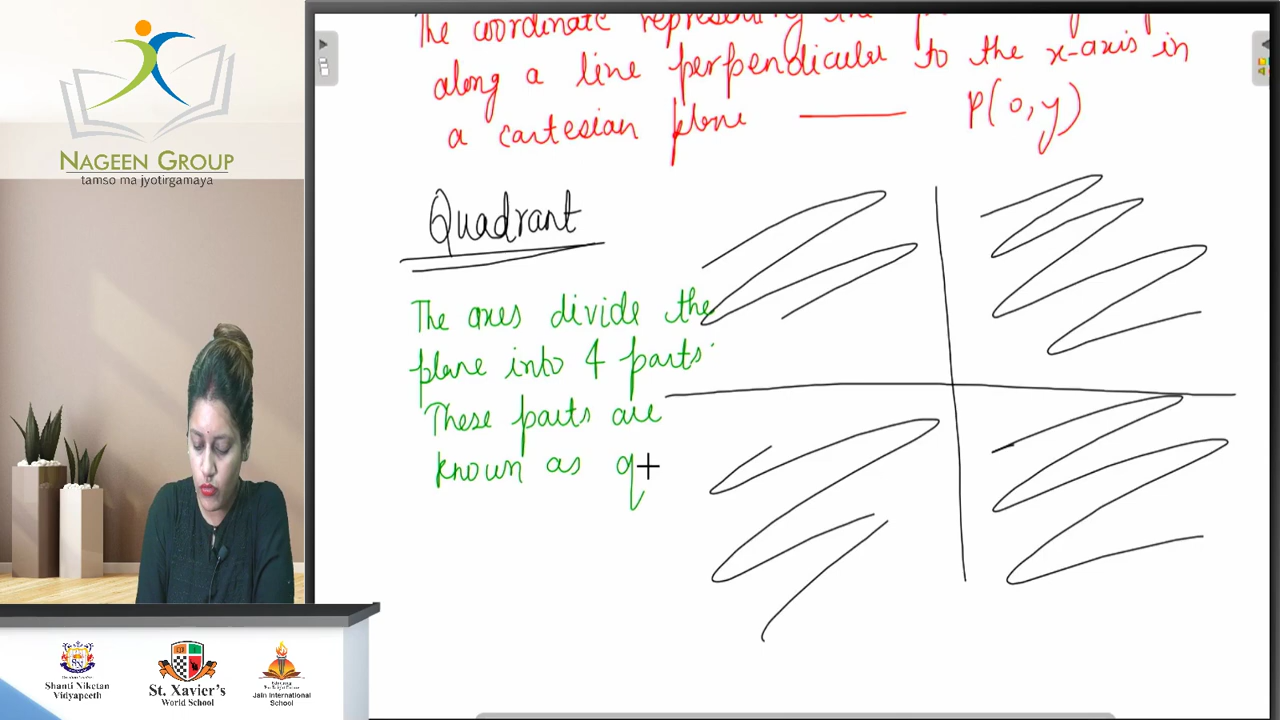 The coordinate representing
along a line perpendicular to the x-axis in
a cartesian plane P(0,y)
Quadrant
The axes divide the
plane into 4 parts.
These parts are
known as q
NAGEEN GROUP
tamso ma jyotirgamaya
Shanti Niketan
Vidyapeeth
St. Xavier's
World School
Jain International
School